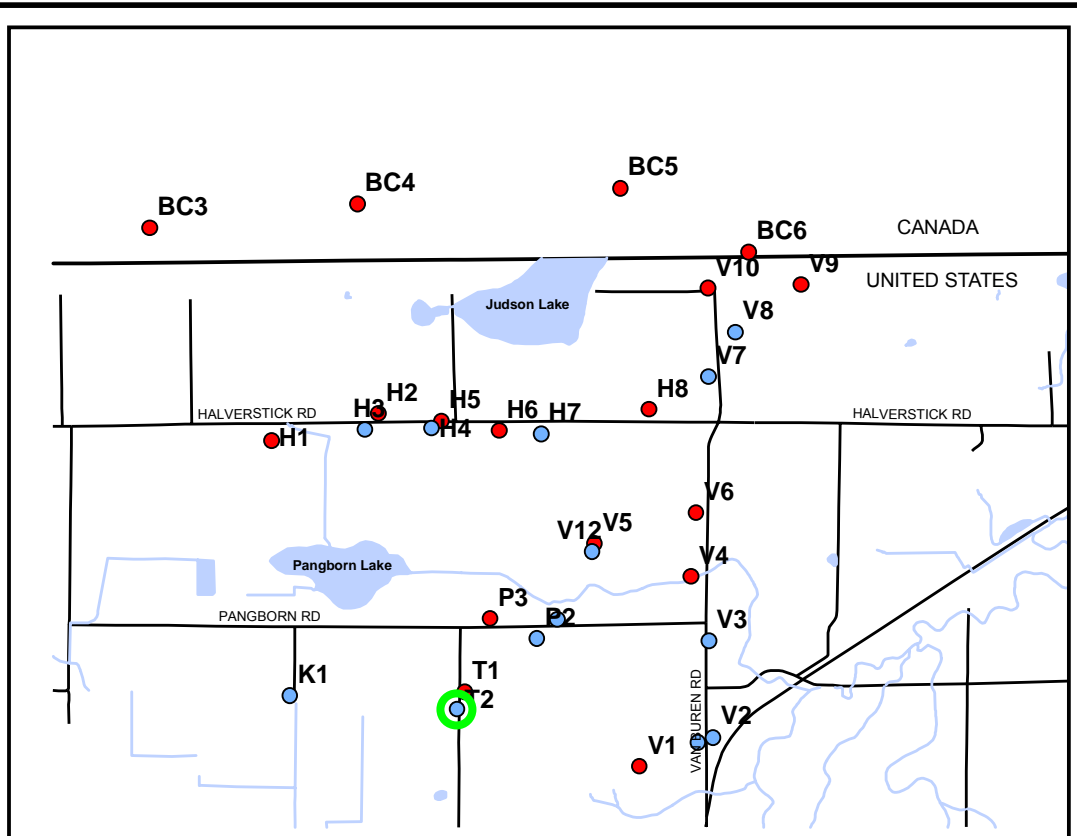 BC5
BC4
BC3
CANADA
BC6
V10
V9
UNITED STATES
Judson Lake
V8
V7
H2
H8
H5
H6
H7
H3
HALVERSTICK RD
HALVERSTICK RD
H4
H1
V6
V12
V5
V4
Pangborn Lake
P3
PANGBORN RD
P2
V3
T1
K1
T2
VAN BUREN RD
V2
V1